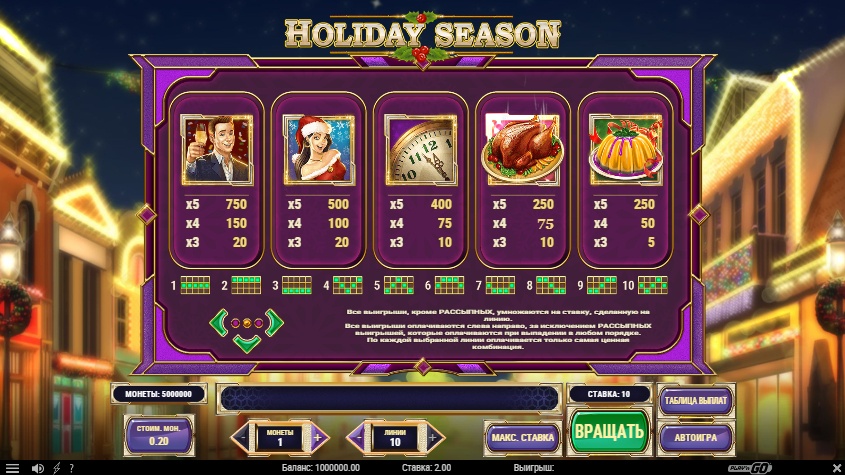 HOLIDAY SEASON
x5 750
x4 150
x3 20
x5 500
x4 100
x3 20
12
11
x5 400
x4 75
x3 10
x5 250
x4 75
x3 10
x5 250
x4 50
x3 5
1 2 3 4 5 6 7 8 9 10
Все выигрыши, кроме РАССЫПНЫХ, умножаются на ставку, сделанную на
линию.
Все выигрыши оплачиваются слева направо, за исключением РАССЫПНЫХ
выигрышей, которые оплачиваются при выпадении в любом порядке.
По каждой выбранной линии оплачивается только самая ценная
комбинация.
МОНЕТЫ: 5000000
СТАВКА: 10
ТАБЛИЦА ВЫПЛАТ
СТОИМ. МОН.
0.20
- МОНЕТЫ +
1
- ЛИНИИ +
10
МАКС. СТАВКА
ВРАЩАТЬ
АВТОИГРА
? Баланс: 1000000.00 Ставка: 2.00 Выигрыш: PLAY'N GO